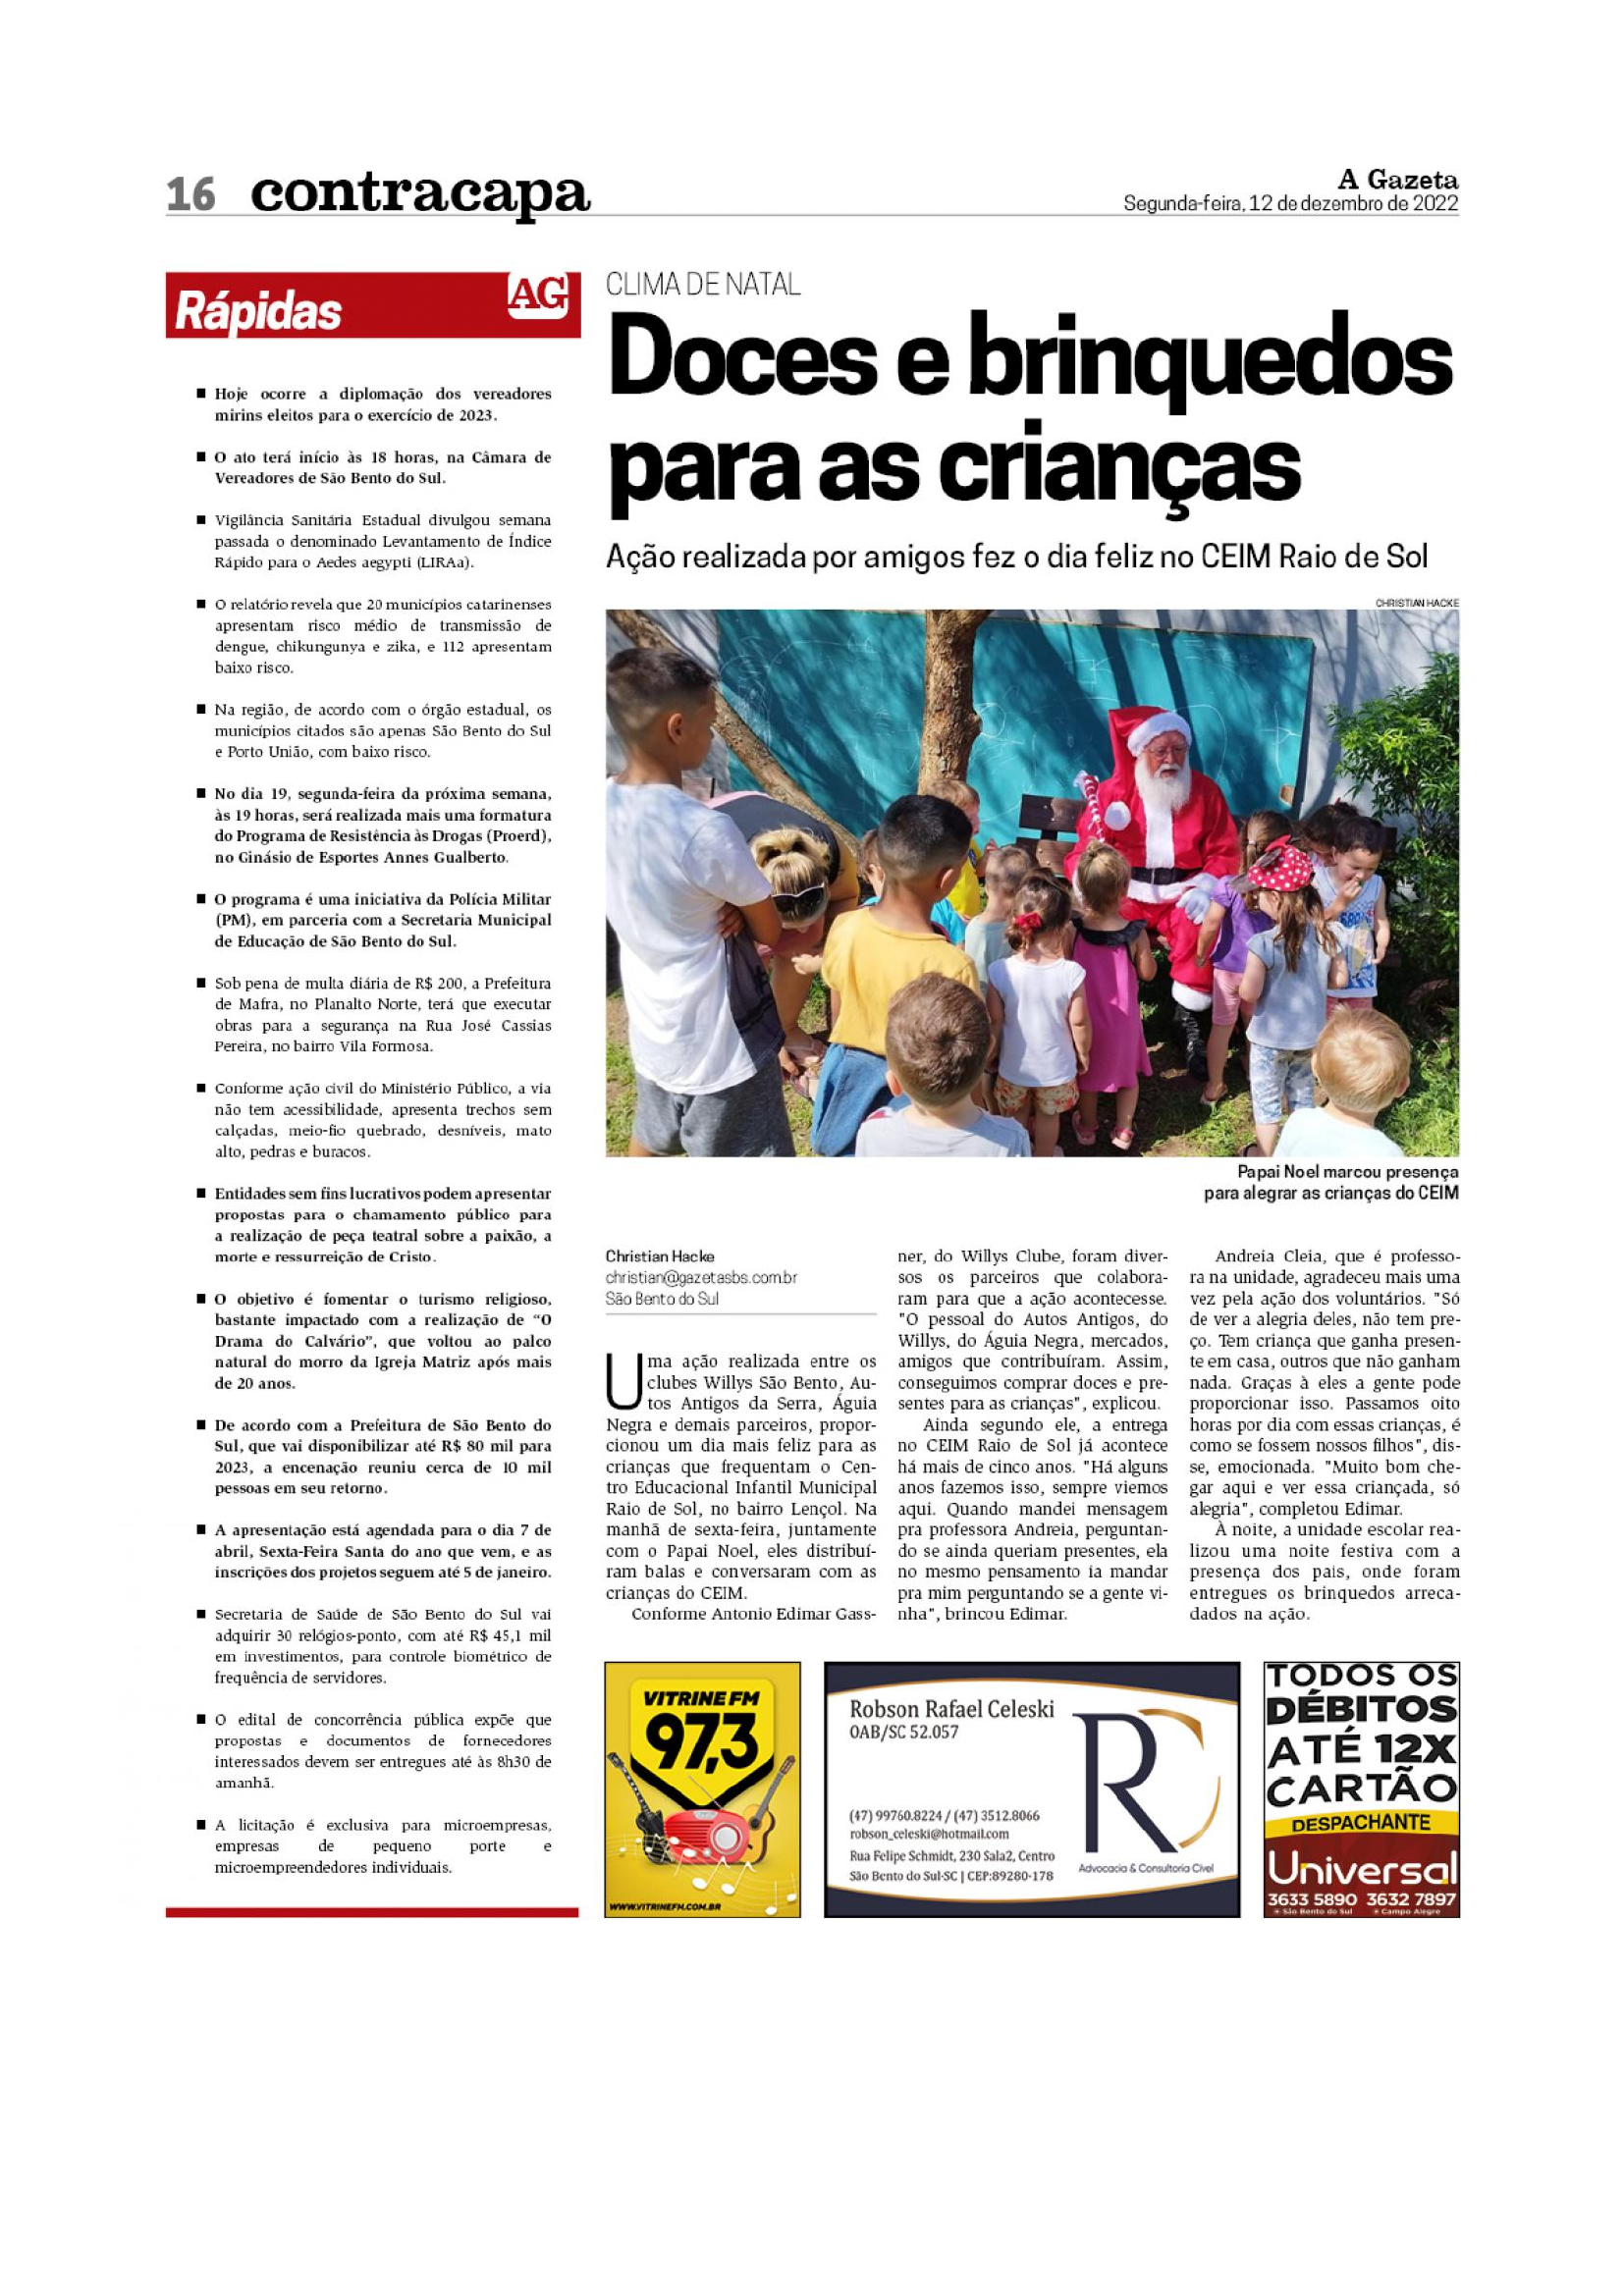 16 contracapa
A Gazeta
Segunda-feira, 12 de dezembro de 2022
Rápidas
AG
■ Hoje ocorre a diplomação dos vereadores
mirins eleitos para o exercício de 2023.
■ O ato terá início às 18 horas, na Câmara de
Vereadores de São Bento do Sul.
■ Vigilância Sanitária Estadual divulgou semana
passada o denominado Levantamento de Índice
Rápido para o Aedes aegypti (LIRAa).
■ O relatório revela que 20 municípios catarinenses
apresentam risco médio de transmissão de
dengue, chikungunya e zika, e 112 apresentam
baixo risco.
■ Na região, de acordo com o órgão estadual, os
municípios citados são apenas São Bento do Sul
e Porto União, com baixo risco.
■ No dia 19, segunda-feira da próxima semana,
às 19 horas, será realizada mais uma formatura
do Programa de Resistência às Drogas (Proerd),
no Ginásio de Esportes Annes Gualberto.
■ O programa é uma iniciativa da Polícia Militar
(PM), em parceria com a Secretaria Municipal
de Educação de São Bento do Sul.
■ Sob pena de multa diária de R$ 200, a Prefeitura
de Mafra, no Planalto Norte, terá que executar
obras para a segurança na Rua José Cassias
Pereira, no bairro Vila Formosa.
■ Conforme ação civil do Ministério Público, a via
não tem acessibilidade, apresenta trechos sem
calçadas, meio-fio quebrado, desníveis, mato
alto, pedras e buracos.
■ Entidades sem fins lucrativos podem apresentar
propostas para o chamamento público para
a realização de peça teatral sobre a paixão, a
morte e ressurreição de Cristo.
■ O objetivo é fomentar o turismo religioso,
bastante impactado com a realização de “O
Drama do Calvário”, que voltou ao palco
natural do morro da Igreja Matriz após mais
de 20 anos.
■ De acordo com a Prefeitura de São Bento do
Sul, que vai disponibilizar até R$ 80 mil para
2023, a encenação reuniu cerca de 10 mil
pessoas em seu retorno.
■ A apresentação está agendada para o dia 7 de
abril, Sexta-Feira Santa do ano que vem, e as
inscrições dos projetos seguem até 5 de janeiro.
■ Secretaria de Saúde de São Bento do Sul vai
adquirir 30 relógios-ponto, com até R$ 45,1 mil
em investimentos, para controle biométrico de
frequência de servidores.
■ O edital de concorrência pública expõe que
propostas e documentos de fornecedores
interessados devem ser entregues até às 8h30 de
amanhã.
■ A licitação é exclusiva para microempresas,
empresas de pequeno porte e
microempreendedores individuais.
CLIMA DE NATAL
Doces e brinquedos
para as crianças
Ação realizada por amigos fez o dia feliz no CEIM Raio de Sol
CHRISTIAN HACKE
Papai Noel marcou presença
para alegrar as crianças do CEIM
Christian Hacke
christian@gazetasbs.com.br
São Bento do Sul
Uma ação realizada entre os
clubes Willys São Bento, Au-
tos Antigos da Serra, Águia
Negra e demais parceiros, propor-
cionou um dia mais feliz para as
crianças que frequentam o Cen-
tro Educacional Infantil Municipal
Raio de Sol, no bairro Lençol. Na
manhã de sexta-feira, juntamente
com o Papai Noel, eles distribuí-
ram balas e conversaram com as
crianças do CEIM.
Conforme Antonio Edimar Gass-
ner, do Willys Clube, foram diver-
sos os parceiros que colabora-
ram para que a ação acontecesse.
"O pessoal do Autos Antigos, do
Willys, do Águia Negra, mercados,
amigos que contribuíram. Assim,
conseguimos comprar doces e pre-
sentes para as crianças", explicou.
Ainda segundo ele, a entrega
no CEIM Raio de Sol já acontece
há mais de cinco anos. "Há alguns
anos fazemos isso, sempre viemos
aqui. Quando mandei mensagem
pra professora Andreia, perguntan-
do se ainda queriam presentes, ela
no mesmo pensamento ia mandar
pra mim perguntando se a gente vi-
nha", brincou Edimar.
Andreia Cleia, que é professo-
ra na unidade, agradeceu mais uma
vez pela ação dos voluntários. "Só
de ver a alegria deles, não tem pre-
ço. Tem criança que ganha presen-
te em casa, outros que não ganham
nada. Graças à eles a gente pode
proporcionar isso. Passamos oito
horas por dia com essas crianças, é
como se fossem nossos filhos", dis-
se, emocionada. "Muito bom che-
gar aqui e ver essa criançada, só
alegria", completou Edimar.
À noite, a unidade escolar rea-
lizou uma noite festiva com a
presença dos pais, onde foram
entregues os brinquedos arreca-
dados na ação.
VITRINE FM
97,3
WWW.VITRINEFM.COM.BR
Robson Rafael Celeski
OAB/SC 52.057
(47) 99760.8224 / (47) 3512.8066
robson_celeski@hotmail.com
Rua Felipe Schmidt, 230 Sala2, Centro
São Bento do Sul-SC | CEP:89280-178
RC
Advocacia & Consultoria Cível
TODOS OS
DÉBITOS
ATÉ 12X
CARTÃO
DESPACHANTE
Universal
3633 5890 3632 7897
São Bento do Sul Campo Alegre